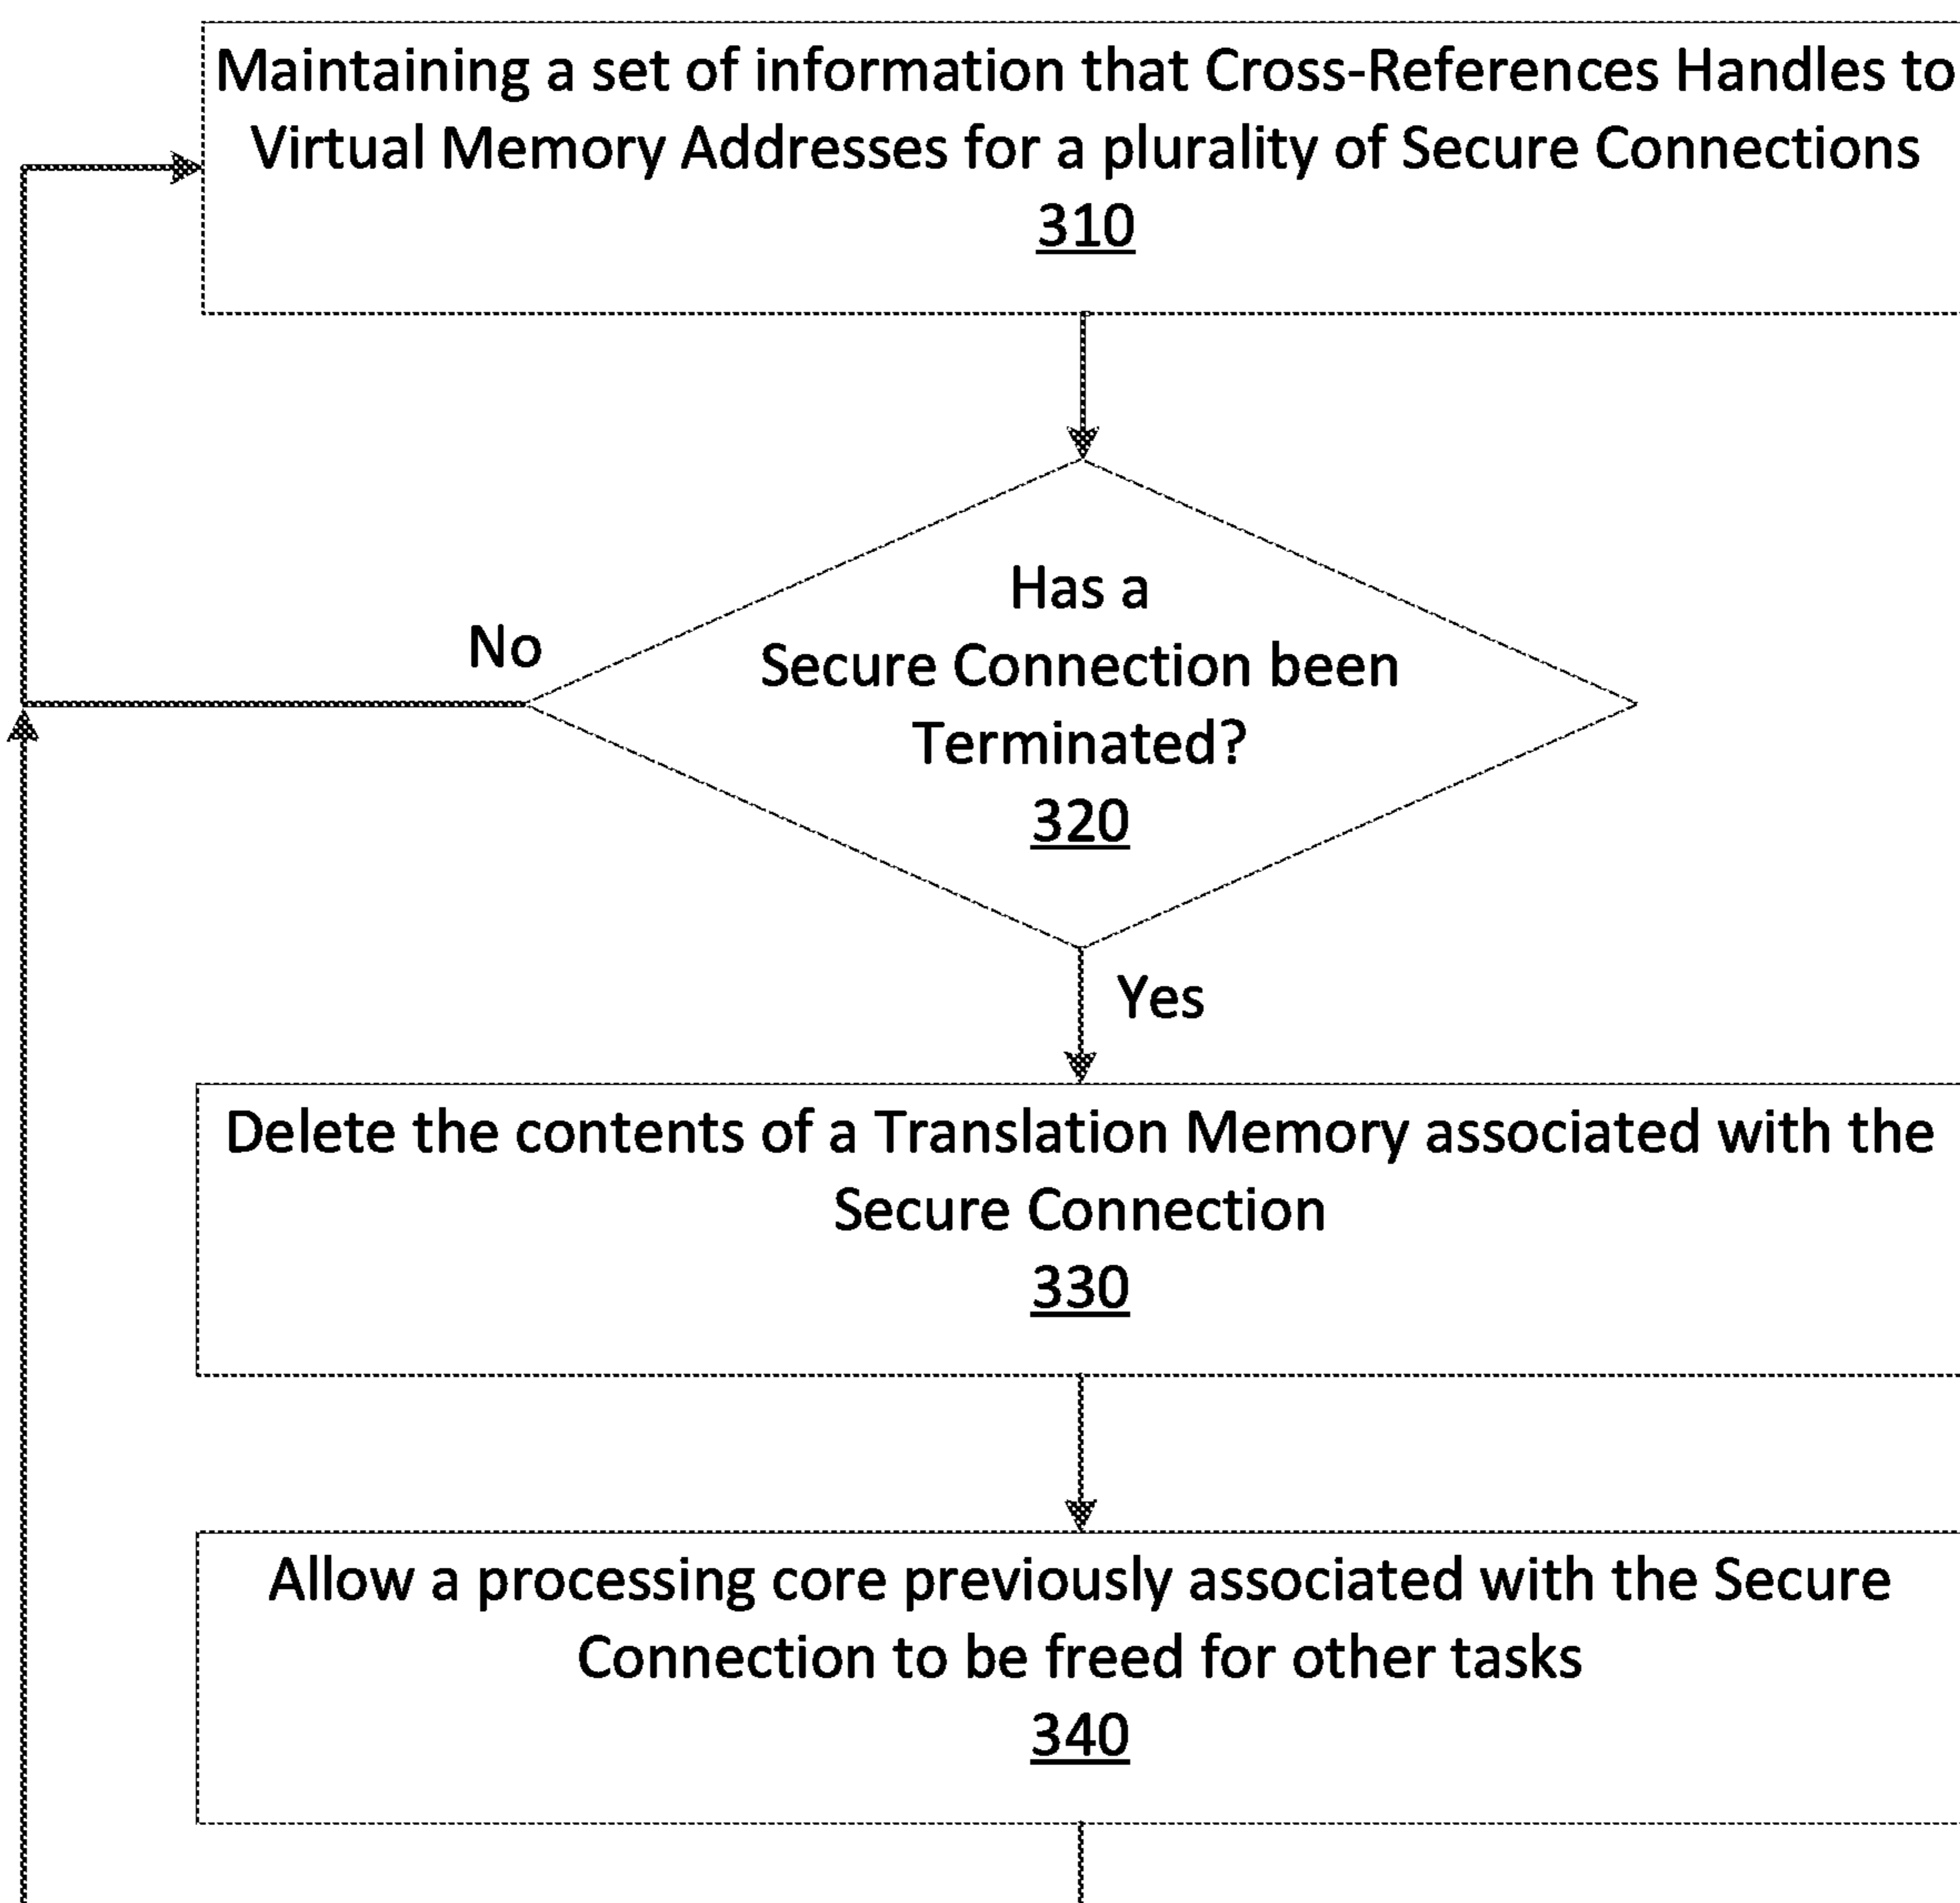 Maintaining a set of information that Cross-References Handles to
Virtual Memory Addresses for a plurality of Secure Connections
310
Has a
No
Secure Connection been
Terminated?
320
Yes
Delete the contents of a Translation Memory associated with the
Secure Connection
330
Allow a processing core previously associated with the Secure
Connection to be freed for other tasks
340